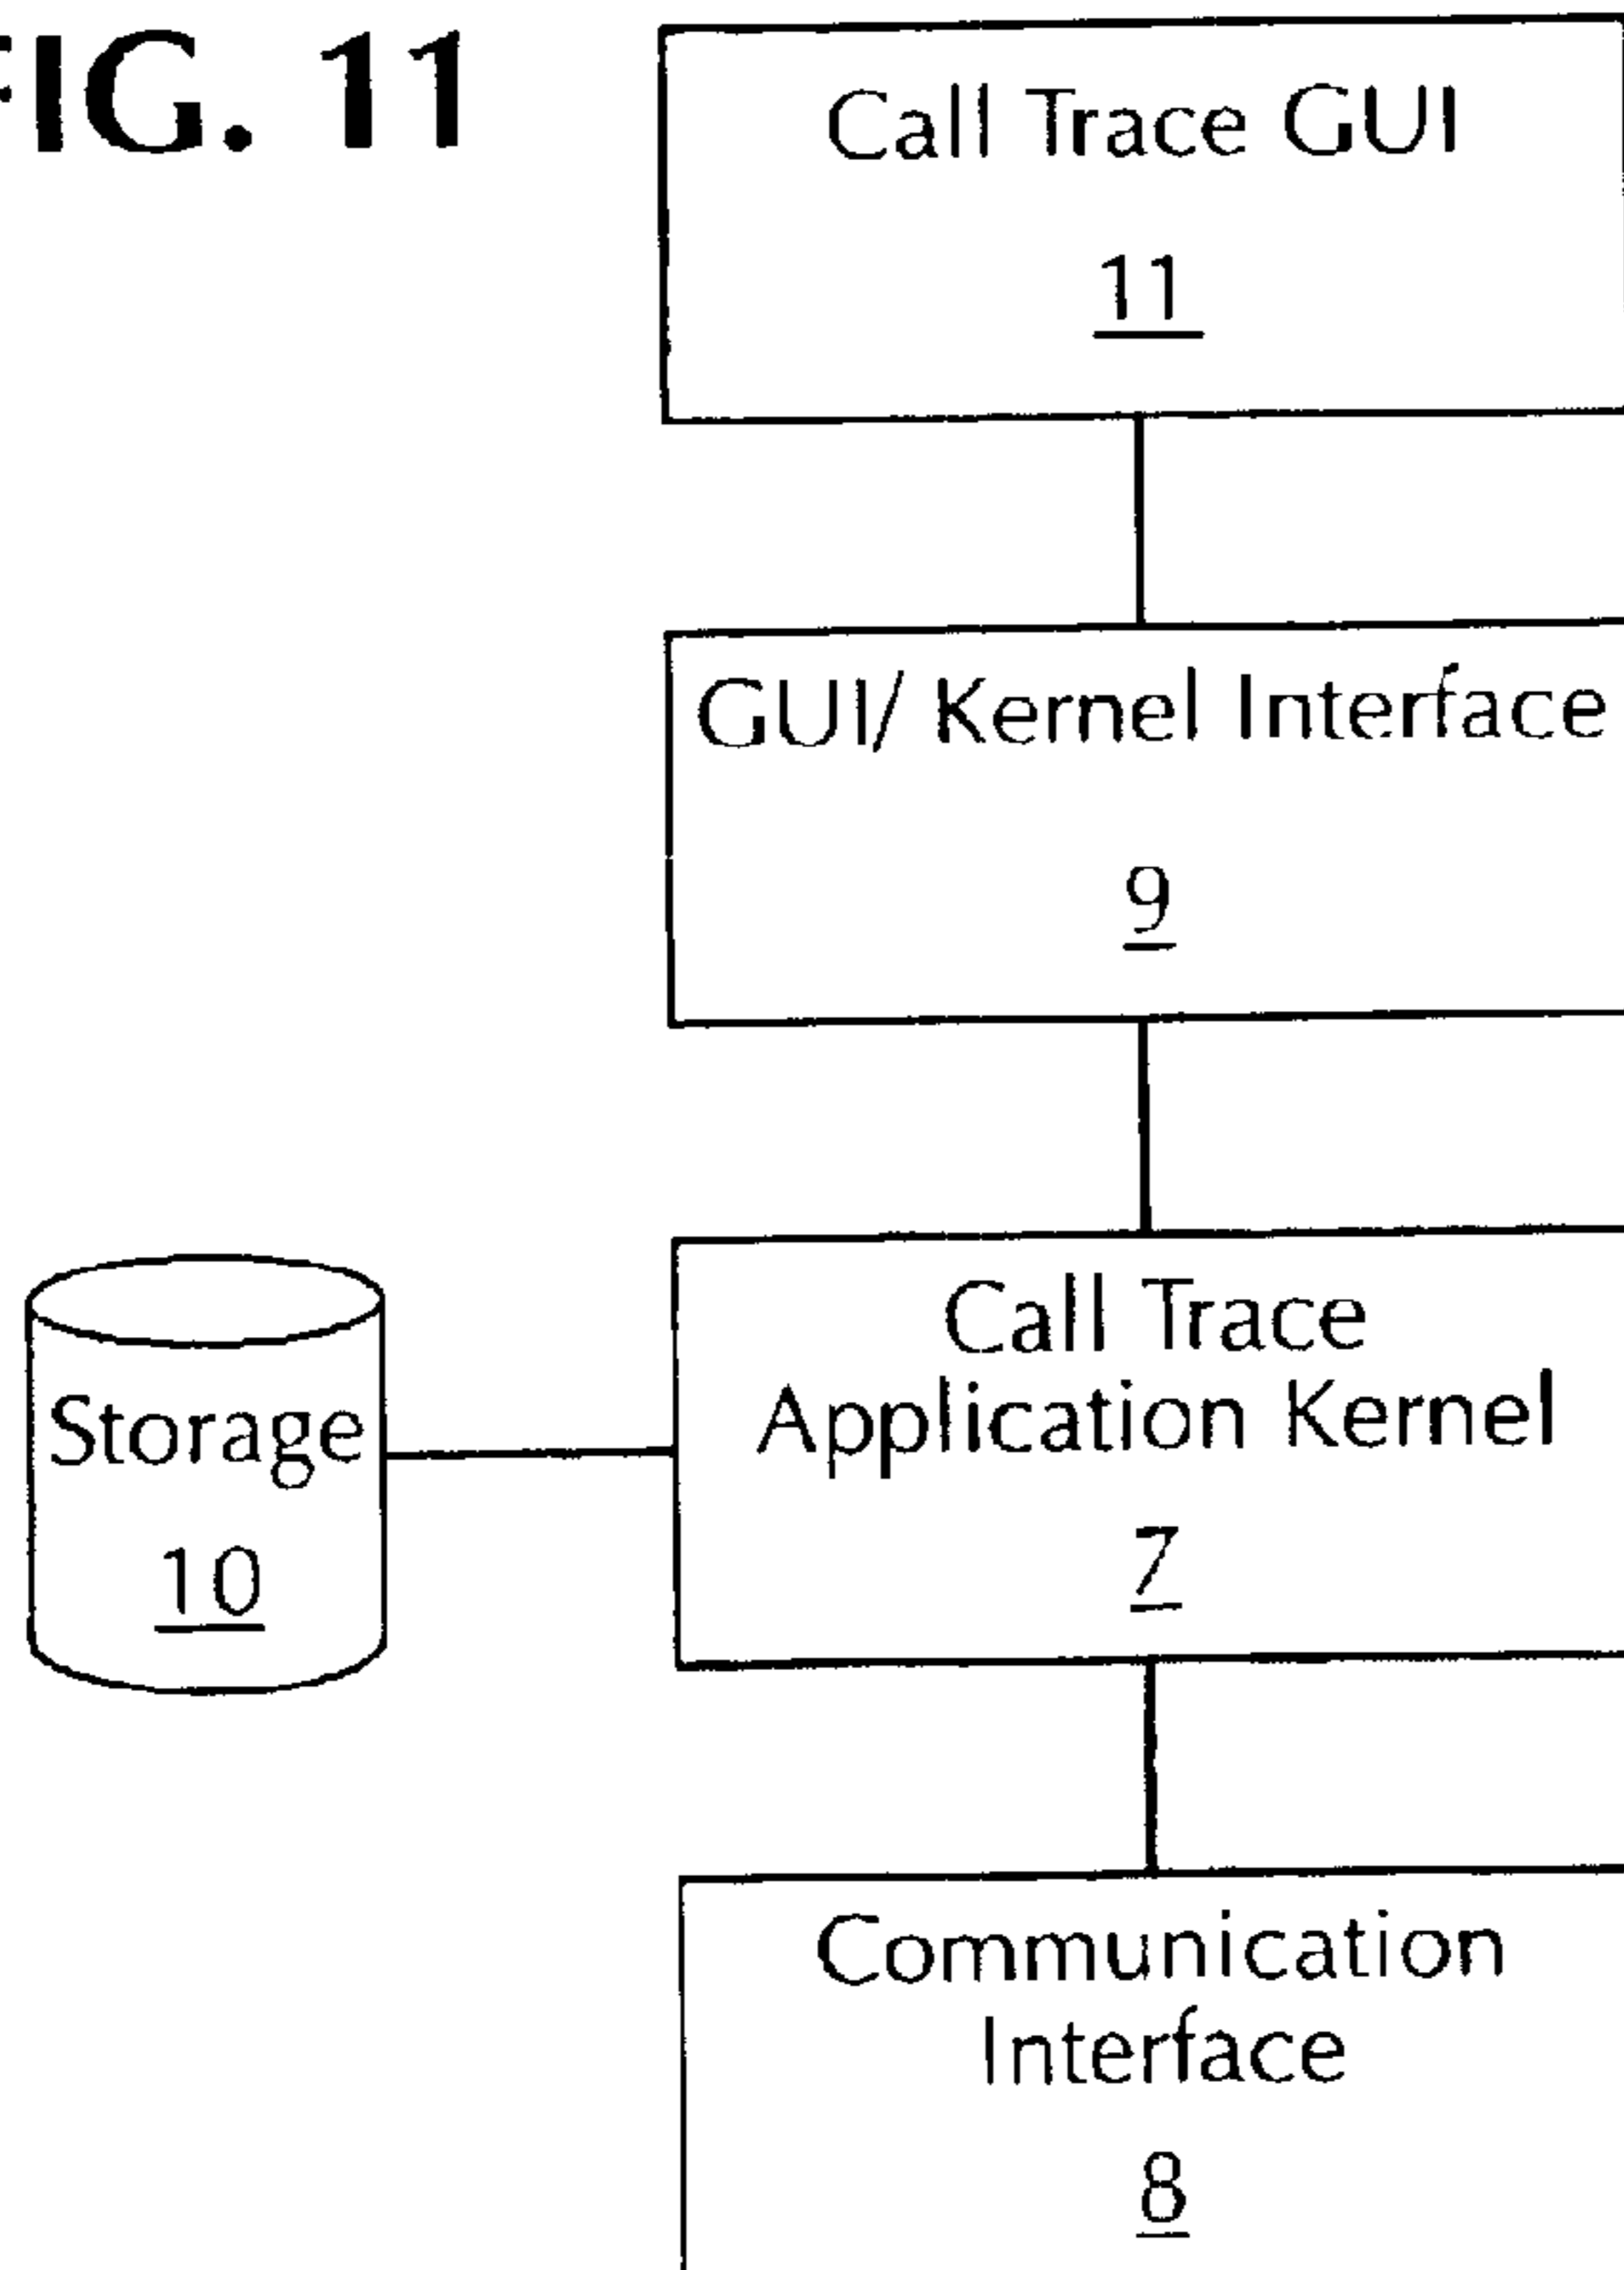 FIG. 11
Call Trace GUI
11
GUI/ Kernel Interface
9
Call Trace
Application Kernel
7
Storage
10
Communication
Interface
8